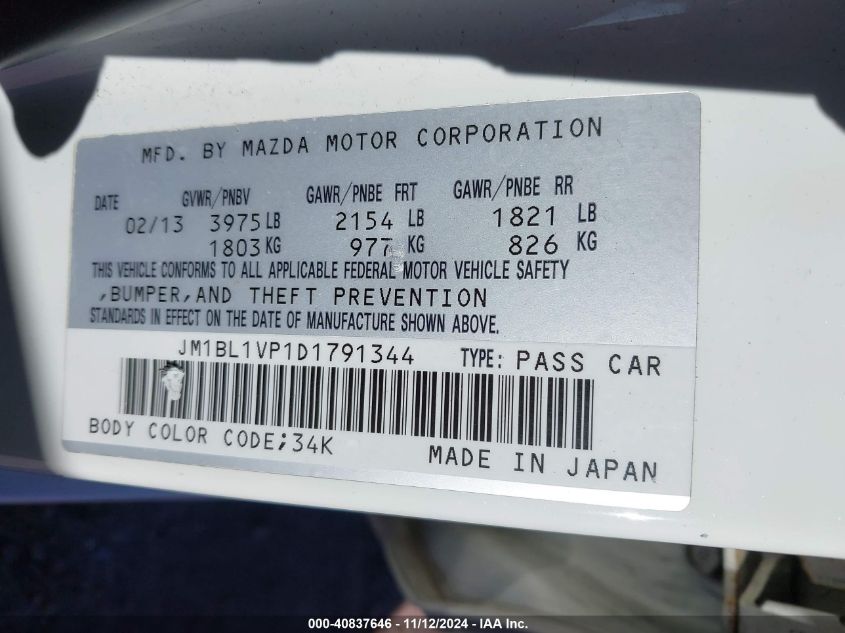 MFD. BY MAZDA MOTOR CORPORATION
DATE GVWR/PNBV GAWR/PNBE FRT GAWR/PNBE RR
02/13 3975 LB 2154 LB 1821 LB
1803 KG 977 KG 826 KG
THIS VEHICLE CONFORMS TO ALL APPLICABLE FEDERAL MOTOR VEHICLE SAFETY
,BUMPER,AND THEFT PREVENTION
STANDARDS IN EFFECT ON THE DATE OF MANUFACTURE SHOWN ABOVE.
JM1BL1VP1D1791344 TYPE: PASS CAR
BODY COLOR CODE;34K
MADE IN JAPAN
000-40837646 - 11/12/2024 - IAA Inc.